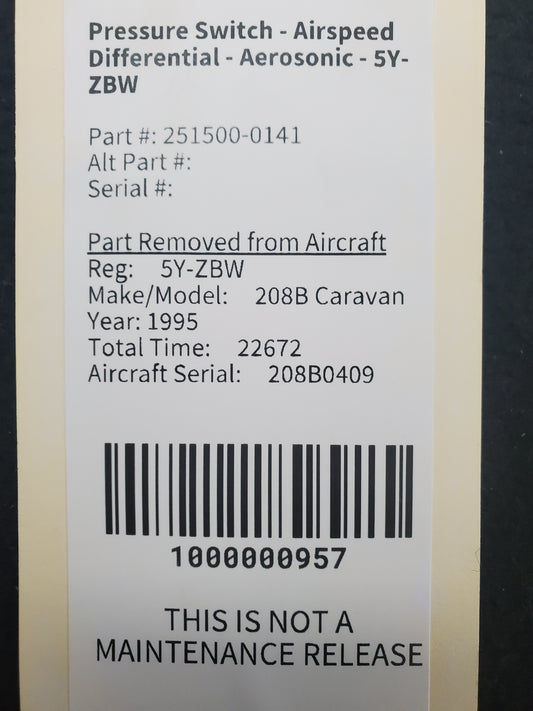 Pressure Switch - Airspeed
Differential - Aerosonic - 5Y-
ZBW
Part #: 251500-0141
Alt Part #:
Serial #:
Part Removed from Aircraft
Reg: 5Y-ZBW
Make/Model: 208B Caravan
Year: 1995
Total Time: 22672
Aircraft Serial: 208B0409
1000000957
THIS IS NOT A
MAINTENANCE RELEASE